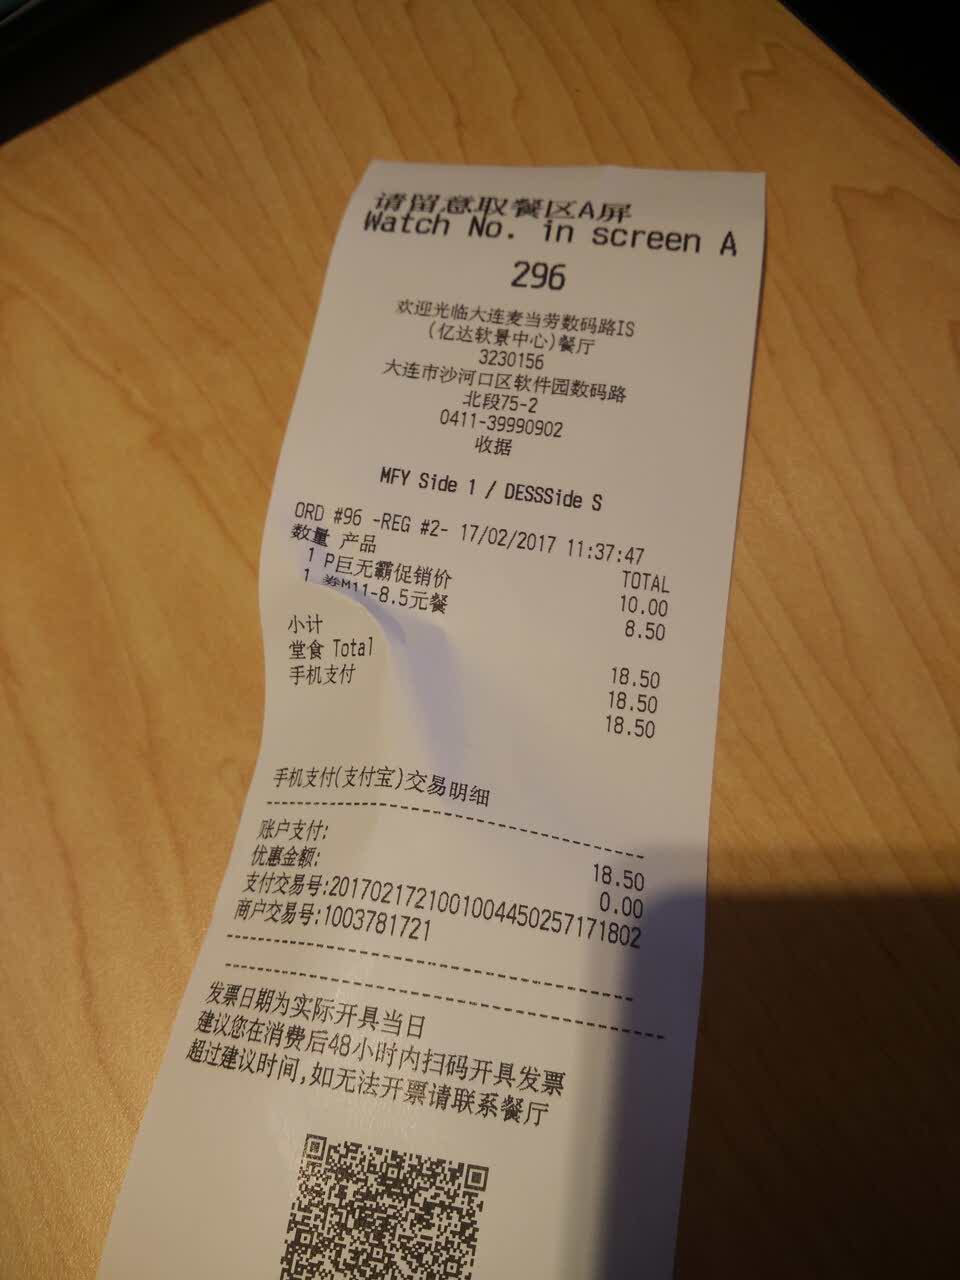 请留意取餐区A屏
Watch No. in screen A
296
欢迎光临大连麦当劳数码路IS
(亿达软景中心)餐厅
3230156
大连市沙河口区软件园数码路
北段75-2
0411-39990902
收据
MFY Side 1 / DESSSide S
ORD #96 -REG #2- 17/02/2017 11:37:47
数量 产品 TOTAL
1 P巨无霸促销价 10.00
1 券M11-8.5元餐 8.50
小计 18.50
堂食 Total 18.50
手机支付 18.50
手机支付(支付宝)交易明细
账户支付: 18.50
优惠金额: 0.00
支付交易号:2017021721001004450257171802
商户交易号:1003781721
发票日期为实际开具当日
建议您在消费后48小时内扫码开具发票
超过建议时间,如无法开票请联系餐厅